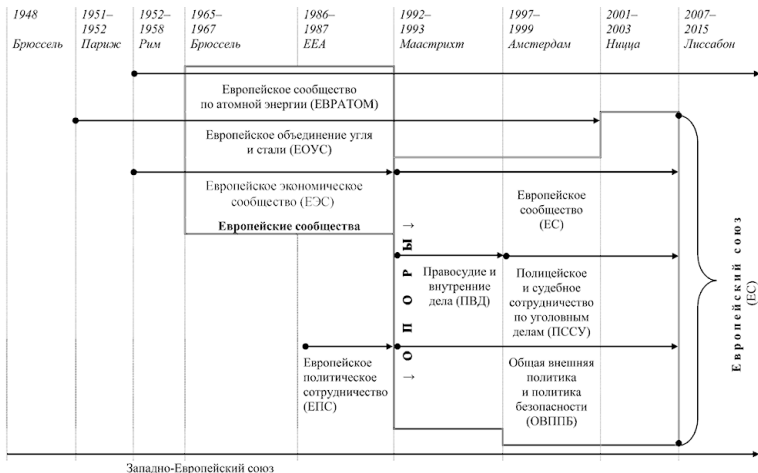 1948
Брюссель
1951–
1952
Париж
1952–
1958
Рим
1965–
1967
Брюссель
1986–
1987
ЕЕА
1992–
1993
Маастрихт
1997–
1999
Амстердам
2001–
2003
Ницца
2007–
2015
Лиссабон
Европейское сообщество
по атомной энергии (ЕВРАТОМ)
Европейское объединение угля
и стали (ЕОУС)
Европейское экономическое
сообщество (ЕЭС)
Европейские сообщества
Европейское
сообщество
(ЕС)
← ОПОРЫ →
Правосудие и
внутренние
дела (ПВД)
Полицейское
и судебное
сотрудничество
по уголовным
делам (ПССУ)
Европейское
политическое
сотрудничество
(ЕПС)
Общая внешняя
политика
и политика
безопасности
(ОВППБ)
Европейский союз
(ЕС)
Западно-Европейский союз